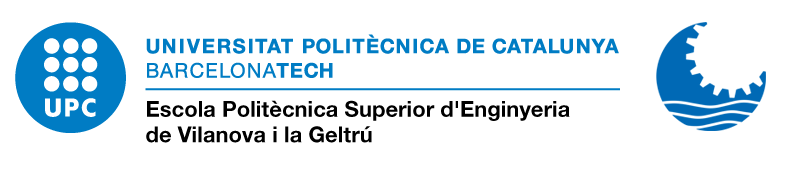 UPC
UNIVERSITAT POLITÈCNICA DE CATALUNYA
BARCELONATECH
Escola Politècnica Superior d'Enginyeria
de Vilanova i la Geltrú